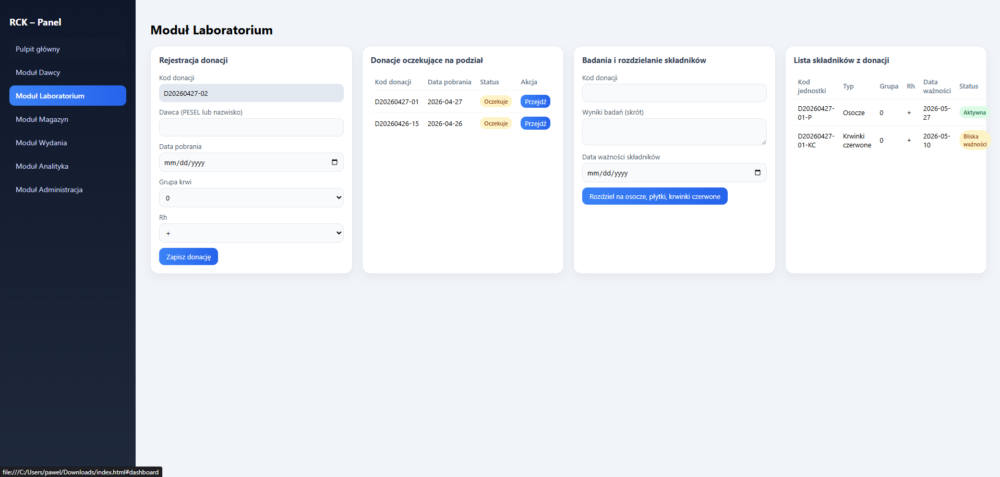 RCK – Panel
Pulpit główny
Moduł Dawcy
Moduł Laboratorium
Moduł Magazyn
Moduł Wydania
Moduł Analityka
Moduł Administracja
Moduł Laboratorium
Rejestracja donacji
Kod donacji
D20260427-02
Dawca (PESEL lub nazwisko)
Data pobrania
mm/dd/yyyy
Grupa krwi
0
Rh
+
Zapisz donację
Donacje oczekujące na podział
Kod donacji Data pobrania Status Akcja
D20260427-01 2026-04-27 Oczekuje Przejdź
D20260426-15 2026-04-26 Oczekuje Przejdź
Badania i rozdzielanie składników
Kod donacji
Wyniki badań (skrót)
Data ważności składników
mm/dd/yyyy
Rozdziel na osocze, płytki, krwinki czerwone
Lista składników z donacji
Kod jednostki Typ Grupa Rh Data ważności Status
D20260427-01-P Osocze 0 + 2026-05-27 Aktywna
D20260427-01-KC Krwinki czerwone 0 + 2026-05-10 Bliska ważności
file:///C:/Users/pawel/Downloads/index.html#dashboard